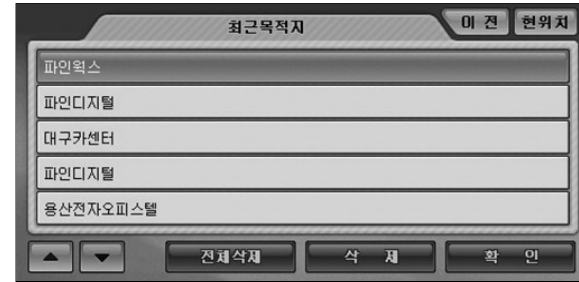 최근목적지 이 전 현위치
파인웍스
파인디지털
대구카센터
파인디지털
용산전자오피스텔
전체삭제 삭 제 확 인